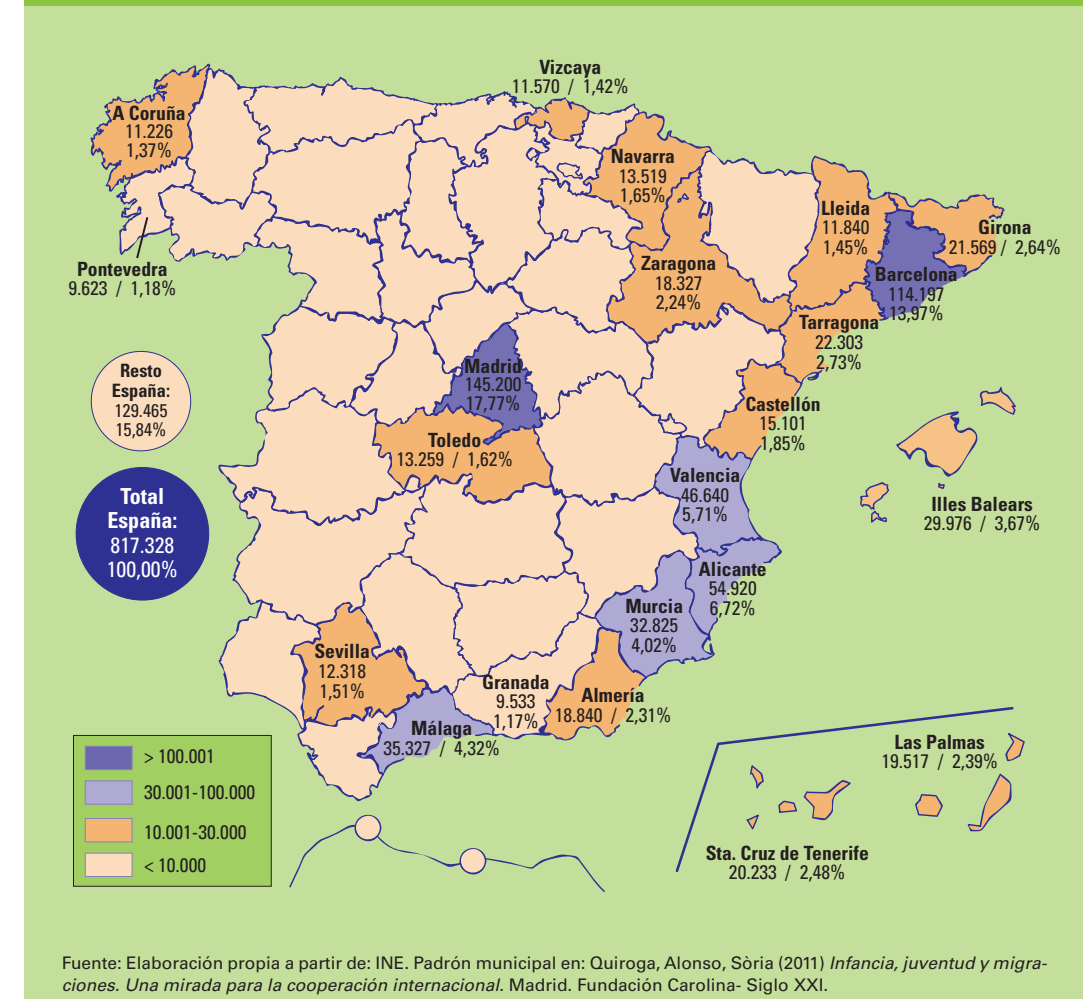 Vizcaya
11.570 / 1,42%
A Coruña
11.226
1,37%
Navarra
13.519
1,65%
Lleida
11.840
1,45%
Girona
21.569 / 2,64%
Pontevedra
9.623 / 1,18%
Zaragona
18.327
2,24%
Barcelona
114.197
13,97%
Tarragona
22.303
2,73%
Resto
España:
129.465
15,84%
Madrid
145.200
17,77%
Castellón
15.101
1,85%
Toledo
13.259 / 1,62%
Total
España:
817.328
100,00%
Valencia
46.640
5,71%
Illes Balears
29.976 / 3,67%
Alicante
54.920
6,72%
Murcia
32.825
4,02%
Sevilla
12.318
1,51%
Granada
9.533
1,17%
Almería
18.840 / 2,31%
Málaga
35.327 / 4,32%
Las Palmas
19.517 / 2,39%
Sta. Cruz de Tenerife
20.233 / 2,48%
> 100.001
30.001-100.000
10.001-30.000
< 10.000
Fuente: Elaboración propia a partir de: INE. Padrón municipal en: Quiroga, Alonso, Sòria (2011) Infancia, juventud y migra-
ciones. Una mirada para la cooperación internacional. Madrid. Fundación Carolina- Siglo XXI.